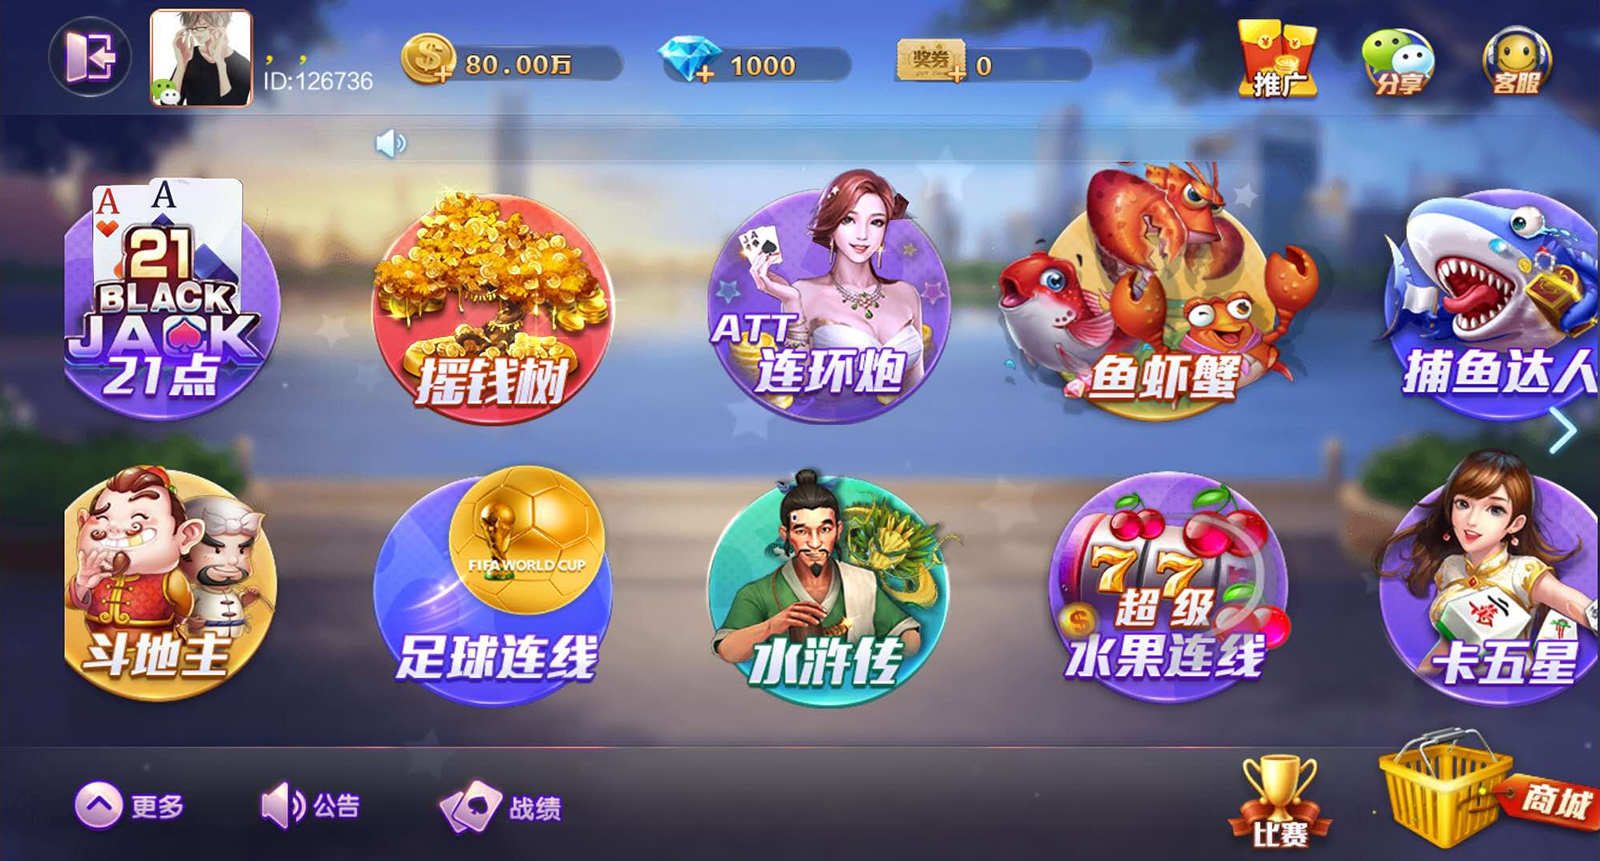 ，，
ID:126736
80.00万
1000
奖券
0
推广
分享
客服
A
A
21
BLACK
JACK
21点
摇钱树
J A
ATT
连环炮
鱼虾蟹
捕鱼达人
斗地主
FIFA WORLD CUP
足球连线
水浒传
77
超级
水果连线
卡五星
更多
公告
战绩
比赛
商城